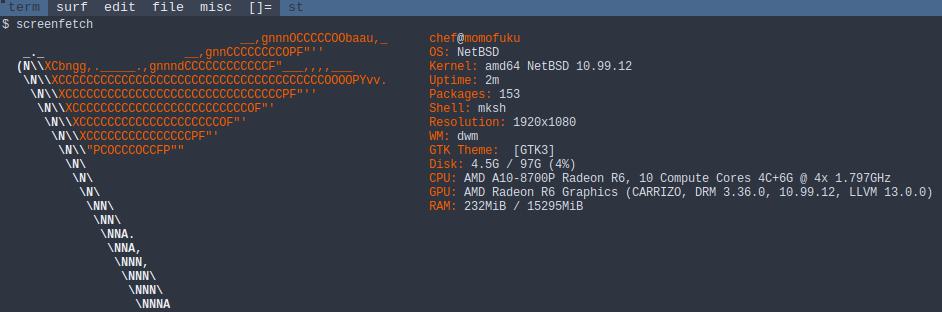 term surf edit file misc []= st
$ screenfetch
__,gnnnOCCCCCOObaau,_ chef@momofuku
_._ __,gnnCCCCCCCCOPF"'' OS: NetBSD
(N\\XCbngg,._____.,gnnndCCCCCCCCCCCCF"___,,,,___ Kernel: amd64 NetBSD 10.99.12
\N\\XCCCCCCCCCCCCCCCCCCCCCCCCCCCCCCCCCCCCCCOOOOPYvv. Uptime: 2m
\N\\XCCCCCCCCCCCCCCCCCCCCCCCCCCCCCCPF"'' Packages: 153
\N\\XCCCCCCCCCCCCCCCCCCCCCCCCCOF"' Shell: mksh
\N\\XCCCCCCCCCCCCCCCCCCCCOF"' Resolution: 1920x1080
\N\\XCCCCCCCCCCCCCCCPF"' WM: dwm
\N\\"PCOCCCOCCFP"" GTK Theme: [GTK3]
\N\ Disk: 4.5G / 97G (4%)
\N\ CPU: AMD A10-8700P Radeon R6, 10 Compute Cores 4C+6G @ 4x 1.797GHz
\N\ GPU: AMD Radeon R6 Graphics (CARRIZO, DRM 3.36.0, 10.99.12, LLVM 13.0.0)
\NN\ RAM: 232MiB / 15295MiB
\NN\
\NNA.
\NNA,
\NNN,
\NNN\
\NNN\
\NNNA